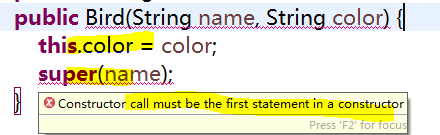 public Bird(String name, String color) {
this.color = color;
super(name);
}
Constructor call must be the first statement in a constructor
Press 'F2' for focus